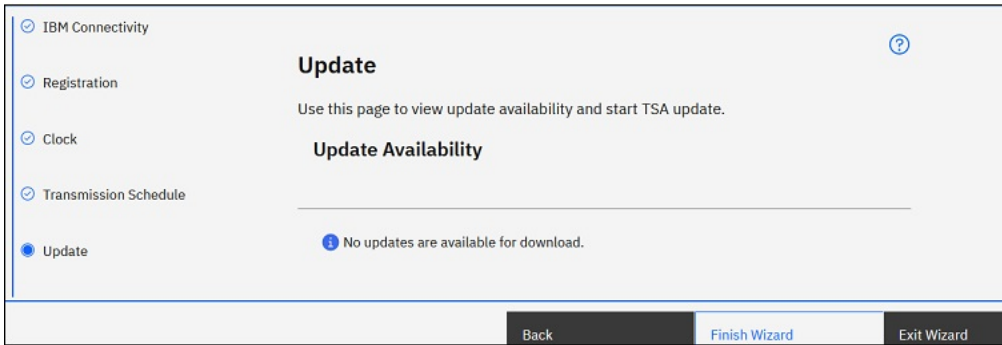 IBM Connectivity
Registration
Clock
Transmission Schedule
Update
?
Update
Use this page to view update availability and start TSA update.
Update Availability
i No updates are available for download.
Back
Finish Wizard
Exit Wizard